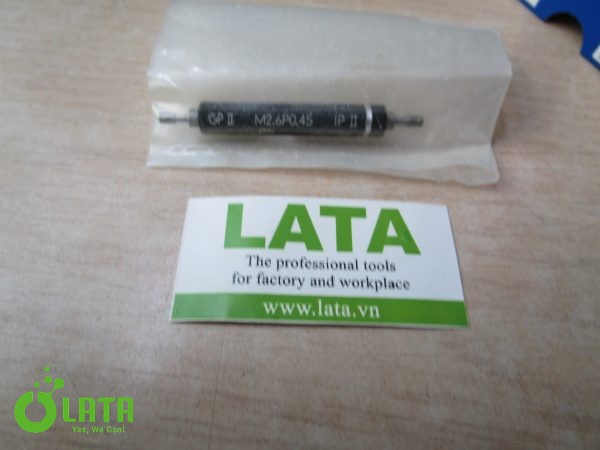 GP II M2.6P0.45 IP II
LATA
The professional tools
for factory and workplace
www.lata.vn
LATA
Yes, We Can!